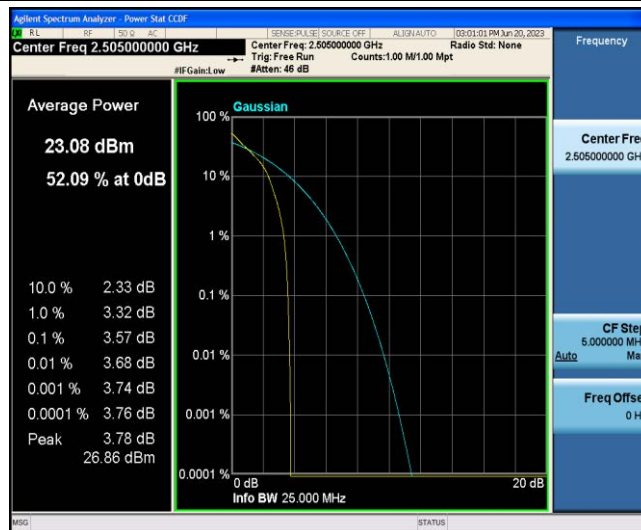 Agilent Spectrum Analyzer - Power Stat CCDF
RL RF 50 Ω AC SENSE:PULSE SOURCE OFF ALIGNAUTO 03:01:01 PM Jun 20, 2023
Center Freq 2.505000000 GHz
Center Freq: 2.505000000 GHz Radio Std: None
Trig: Free Run Counts:1.00 M/1.00 Mpt
#IFGain:Low #Atten: 46 dB
Frequency
Average Power
23.08 dBm
52.09 % at 0dB
10.0 % 2.33 dB
1.0 % 3.32 dB
0.1 % 3.57 dB
0.01 % 3.68 dB
0.001 % 3.74 dB
0.0001 % 3.76 dB
Peak 3.78 dB
26.86 dBm
Gaussian
100 %
10 %
1 %
0.1 %
0.01 %
0.001 %
0.0001 %
0 dB 20 dB
Info BW 25.000 MHz
Center Fre
2.505000000 GH
CF Step
5.000000 MH
Auto Ma
Freq Offse
0 H
MSG STATUS